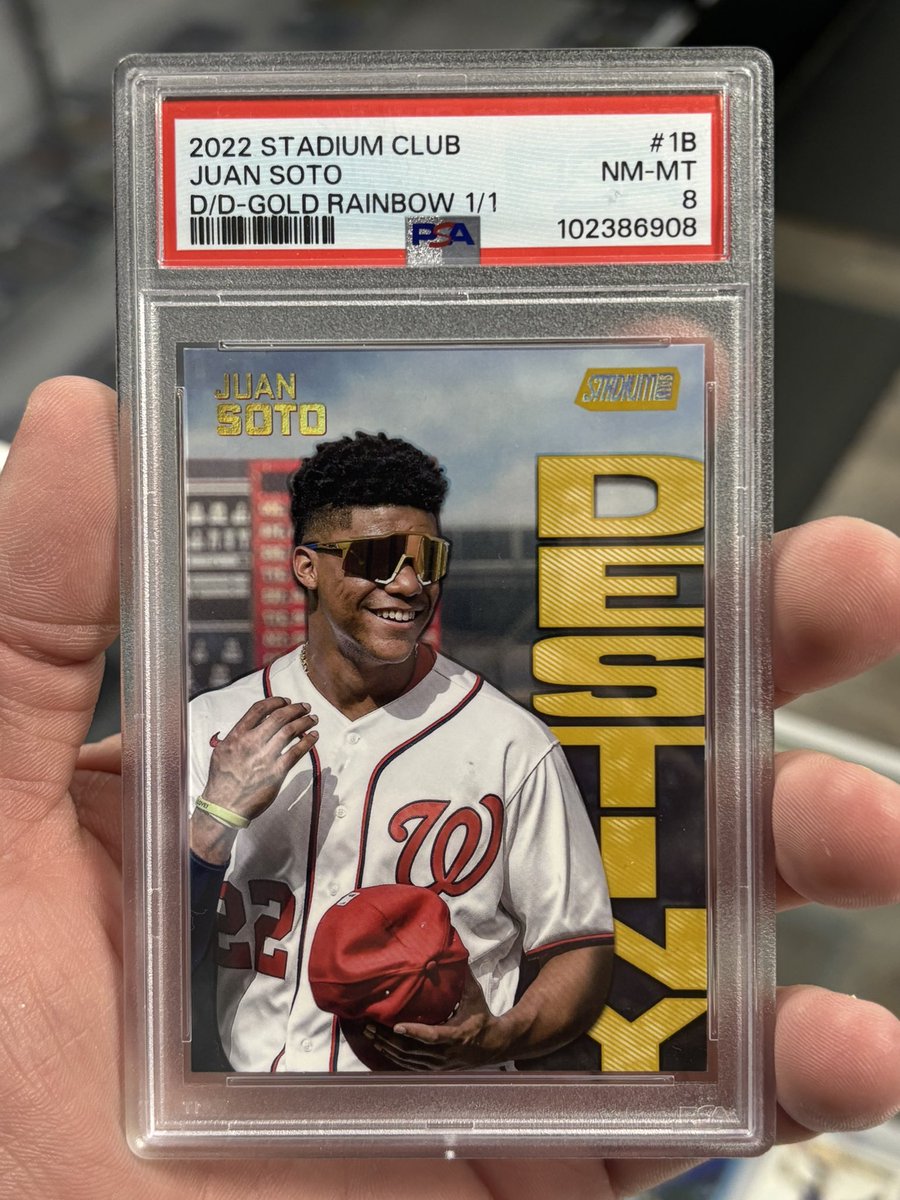 2022 STADIUM CLUB #1B
JUAN SOTO NM-MT
D/D-GOLD RAINBOW 1/1 8
PSA 102386908
JUAN
SOTO
STADIUM CLUB
DESTINY
W
22